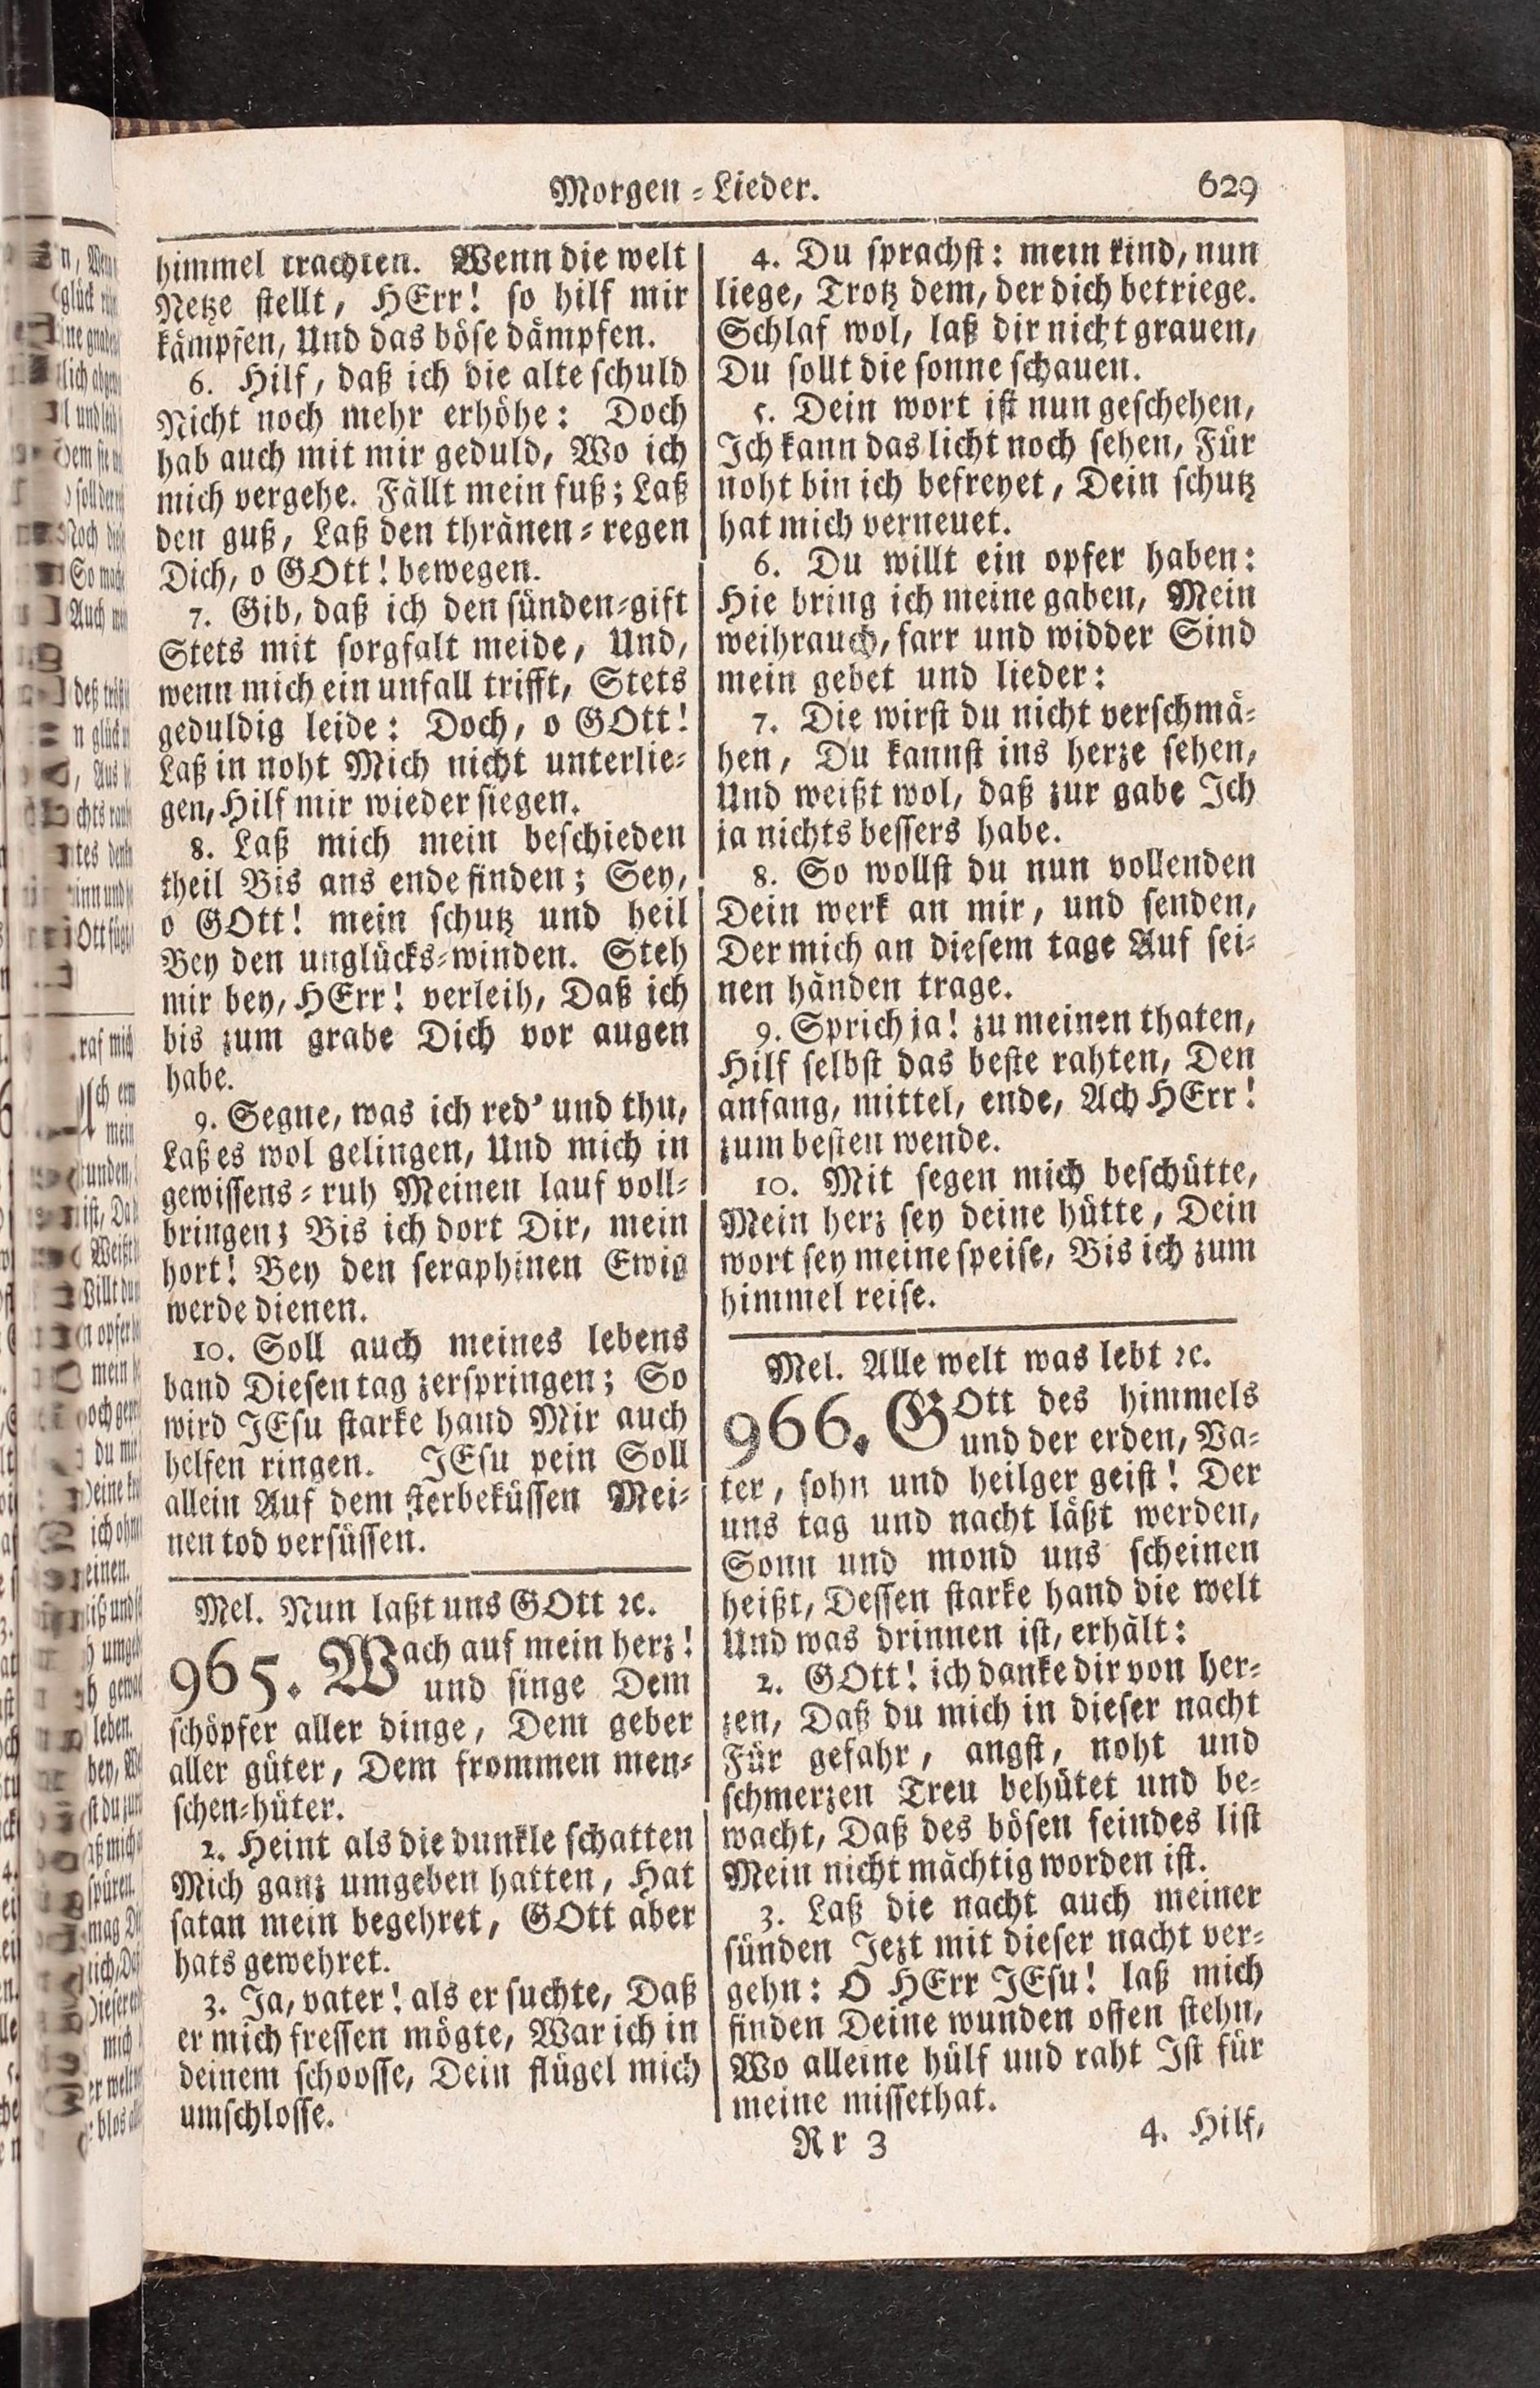 Morgen-Lieder. 629
himmel trachten. Wenn die welt
Netze stellt, HErr! so hilf mir
kämpfen, Und das böse dämpfen.
6. Hilf, daß ich die alte schuld
Nicht noch mehr erhöhe: Doch
hab auch mit mir geduld, Wo ich
mich vergehe. Fällt mein fuß; Laß
den guß, Laß den thränen-regen
Dich, o GOtt! bewegen.
7. Gib, daß ich den sünden-gift
Stets mit sorgfalt meide, Und,
wenn mich ein unfall trifft, Stets
geduldig leide: Doch, o GOtt!
Laß in noht Mich nicht unterlie-
gen, Hilf mir wieder siegen.
8. Laß mich mein beschieden
theil Bis ans ende finden; Sey,
o GOtt! mein schutz und heil
Bey den unglücks-winden. Steh
mir bey, HErr! verleih, Daß ich
bis zum grabe Dich vor augen
habe.
9. Segne, was ich red' und thu,
Laß es wol gelingen, Und mich in
gewissens-ruh Meinen lauf voll-
bringen; Bis ich dort Dir, mein
hort! Bey den seraphinen Ewig
werde dienen.
10. Soll auch meines lebens
band Diesen tag zerspringen; So
wird JEsu starke hand Mir auch
helfen ringen. JEsu pein Soll
allein Auf dem sterbeküssen Mei-
nen tod versüssen.
Mel. Nun laßt uns GOtt ꝛc.
965. Wach auf mein herz!
und singe Dem
schöpfer aller dinge, Dem geber
aller güter, Dem frommen men-
schen-hüter.
2. Heint als die dunkle schatten
Mich ganz umgeben hatten, Hat
satan mein begehret, GOtt aber
hats gewehret.
3. Ja, vater! als er suchte, Daß
er mich fressen mögte, War ich in
deinem schoosse, Dein flügel mich
umschlosse.
4. Du sprachst: mein kind, nun
liege, Trotz dem, der dich betriege.
Schlaf wol, laß dir nicht grauen,
Du sollt die sonne schauen.
5. Dein wort ist nun geschehen,
Ich kann das licht noch sehen, Für
noht bin ich befreyet, Dein schutz
hat mich verneuet.
6. Du willt ein opfer haben:
Hie bring ich meine gaben, Mein
weihrauch, farr und widder Sind
mein gebet und lieder:
7. Die wirst du nicht verschmä-
hen, Du kannst ins herze sehen,
Und weißt wol, daß zur gabe Ich
ja nichts bessers habe.
8. So wollst du nun vollenden
Dein werk an mir, und senden,
Der mich an diesem tage Auf sei-
nen händen trage.
9. Sprich ja! zu meinen thaten,
Hilf selbst das beste rahten, Den
anfang, mittel, ende, Ach HErr!
zum besten wende.
10. Mit segen mich beschütte,
Mein herz sey deine hütte, Dein
wort sey meine speise, Bis ich zum
himmel reise.
Mel. Alle welt was lebt ꝛc.
966. GOtt des himmels
und der erden, Va-
ter, sohn und heilger geist! Der
uns tag und nacht läßt werden,
Sonn und mond uns scheinen
heißt, Dessen starke hand die welt
Und was drinnen ist, erhält:
2. GOtt! ich danke dir von her-
zen, Daß du mich in dieser nacht
Für gefahr, angst, noht und
schmerzen Treu behütet und be-
wacht, Daß des bösen feindes list
Mein nicht mächtig worden ist.
3. Laß die nacht auch meiner
sünden Jezt mit dieser nacht ver-
gehn: O HErr JEsu! laß mich
finden Deine wunden offen stehn,
Wo alleine hülf und raht Ist für
meine missethat.
Rr 3 4. Hilf,